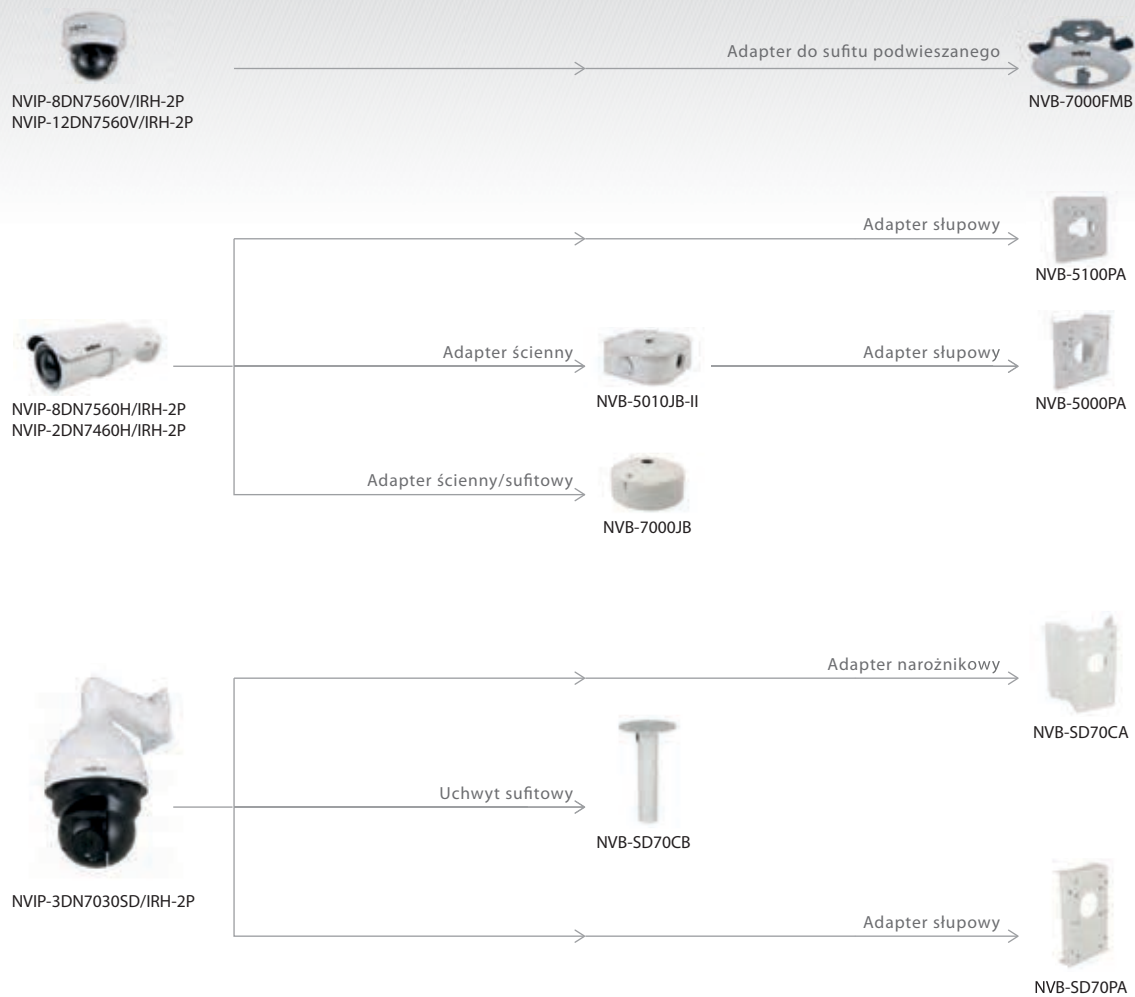 Adapter do sufitu podwieszanego
NVIP-8DN7560V/IRH-2P
NVIP-12DN7560V/IRH-2P
NVB-7000FMB
Adapter słupowy
NVB-5100PA
Adapter ścienny
Adapter słupowy
NVB-5010JB-II
NVB-5000PA
NVIP-8DN7560H/IRH-2P
NVIP-2DN7460H/IRH-2P
Adapter ścienny/sufitowy
NVB-7000JB
Adapter narożnikowy
NVB-SD70CA
Uchwyt sufitowy
NVB-SD70CB
NVIP-3DN7030SD/IRH-2P
Adapter słupowy
NVB-SD70PA